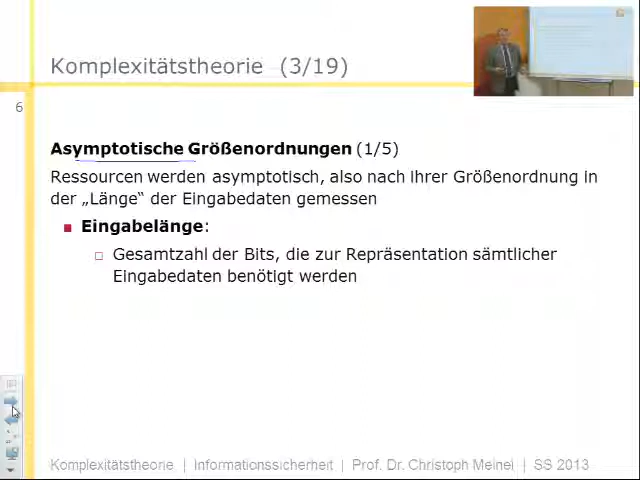 Komplexitätstheorie (3/19)
6
Asymptotische Größenordnungen (1/5)
Ressourcen werden asymptotisch, also nach ihrer Größenordnung in
der „Länge“ der Eingabedaten gemessen
Eingabelänge:
Gesamtzahl der Bits, die zur Repräsentation sämtlicher
Eingabedaten benötigt werden
Komplexitätstheorie | Informationssicherheit | Prof. Dr. Christoph Meinel | SS 2013